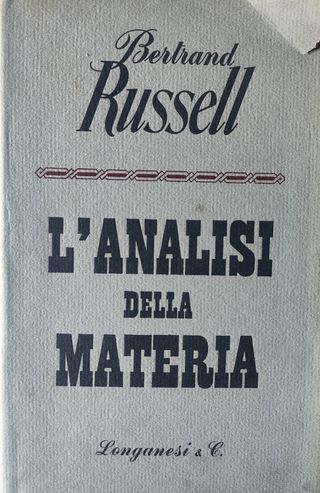 Bertrand
Russell
L'ANALISI
DELLA
MATERIA
Longanesi & C.